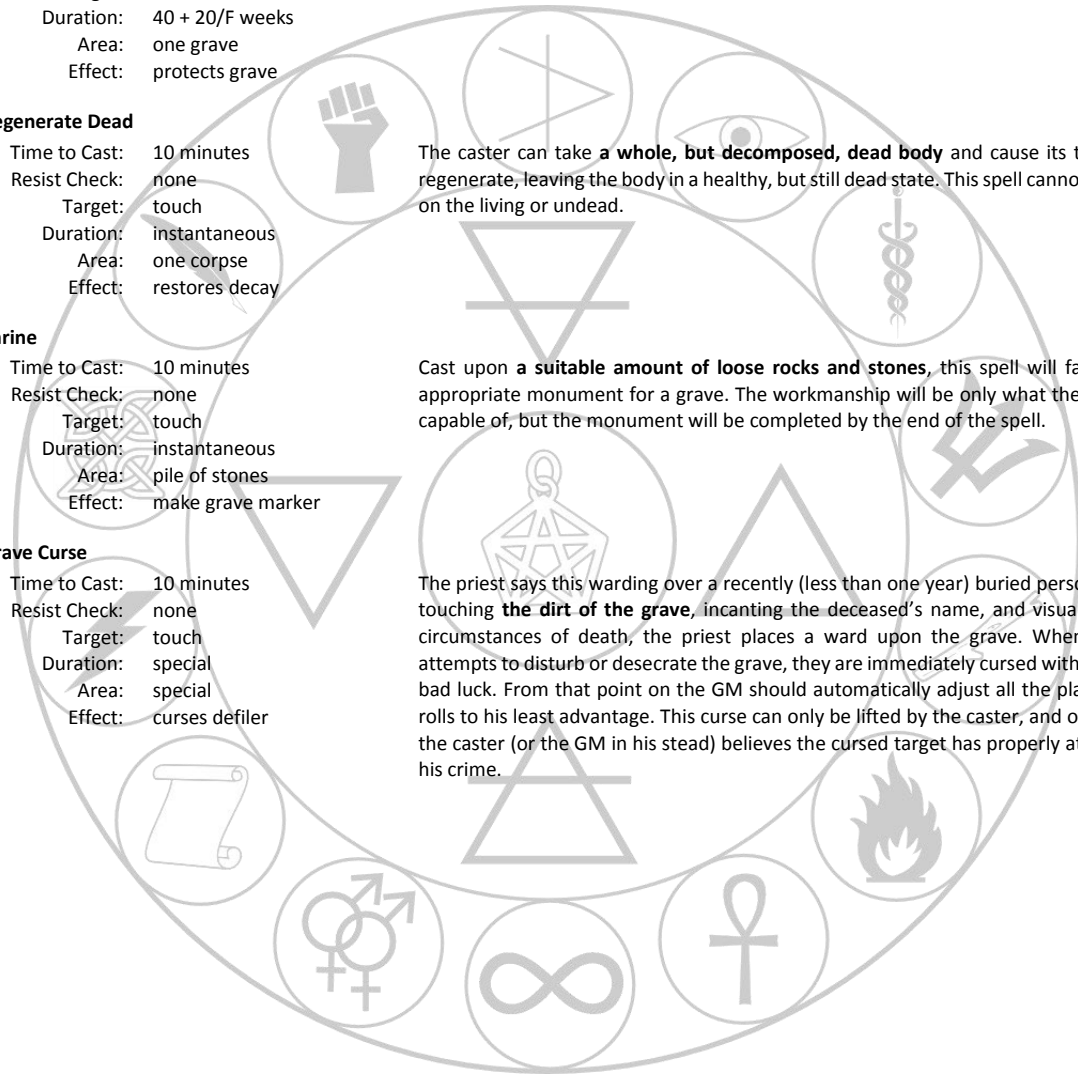 Duration: 40 + 20/F weeks
Area: one grave
Effect: protects grave
egenerate Dead
Time to Cast: 10 minutes
Resist Check: none
Target: touch
Duration: instantaneous
Area: one corpse
Effect: restores decay
The caster can take a whole, but decomposed, dead body and cause its t
regenerate, leaving the body in a healthy, but still dead state. This spell canno
on the living or undead.
rine
Time to Cast: 10 minutes
Resist Check: none
Target: touch
Duration: instantaneous
Area: pile of stones
Effect: make grave marker
Cast upon a suitable amount of loose rocks and stones, this spell will fa
appropriate monument for a grave. The workmanship will be only what the
capable of, but the monument will be completed by the end of the spell.
rave Curse
Time to Cast: 10 minutes
Resist Check: none
Target: touch
Duration: special
Area: special
Effect: curses defiler
The priest says this warding over a recently (less than one year) buried perso
touching the dirt of the grave, incanting the deceased’s name, and visua
circumstances of death, the priest places a ward upon the grave. When
attempts to disturb or desecrate the grave, they are immediately cursed with
bad luck. From that point on the GM should automatically adjust all the pla
rolls to his least advantage. This curse can only be lifted by the caster, and o
the caster (or the GM in his stead) believes the cursed target has properly at
his crime.